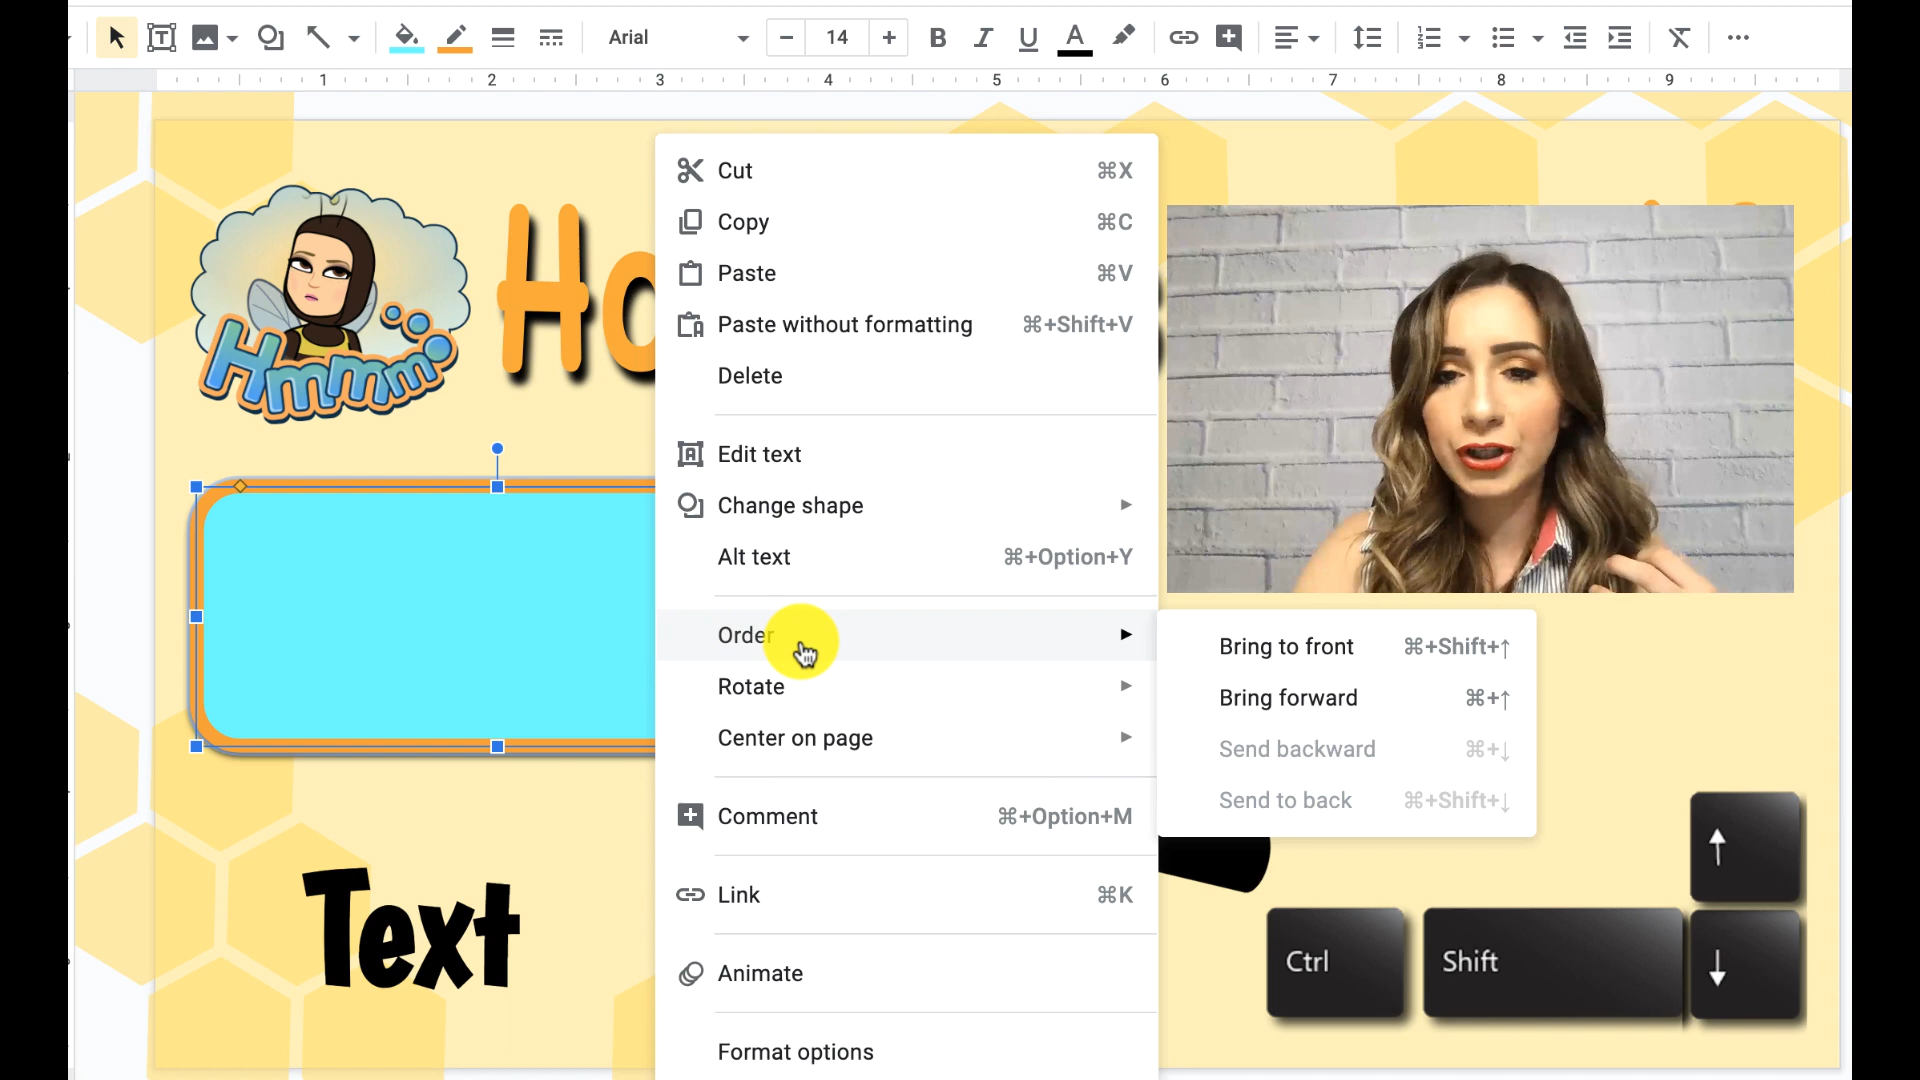 Arial
14
B
I
U
A
1 2 3 4 5 6 7 8 9
Ho
Hmmm
Cut ⌘X
Copy ⌘C
Paste ⌘V
Paste without formatting ⌘+Shift+V
Delete
Edit text
Change shape
Alt text ⌘+Option+Y
Order
Rotate
Center on page
Comment ⌘+Option+M
Link ⌘K
Animate
Format options
Bring to front ⌘+Shift+↑
Bring forward ⌘+↑
Send backward ⌘+↓
Send to back ⌘+Shift+↓
Text
↑
Ctrl
Shift
↓